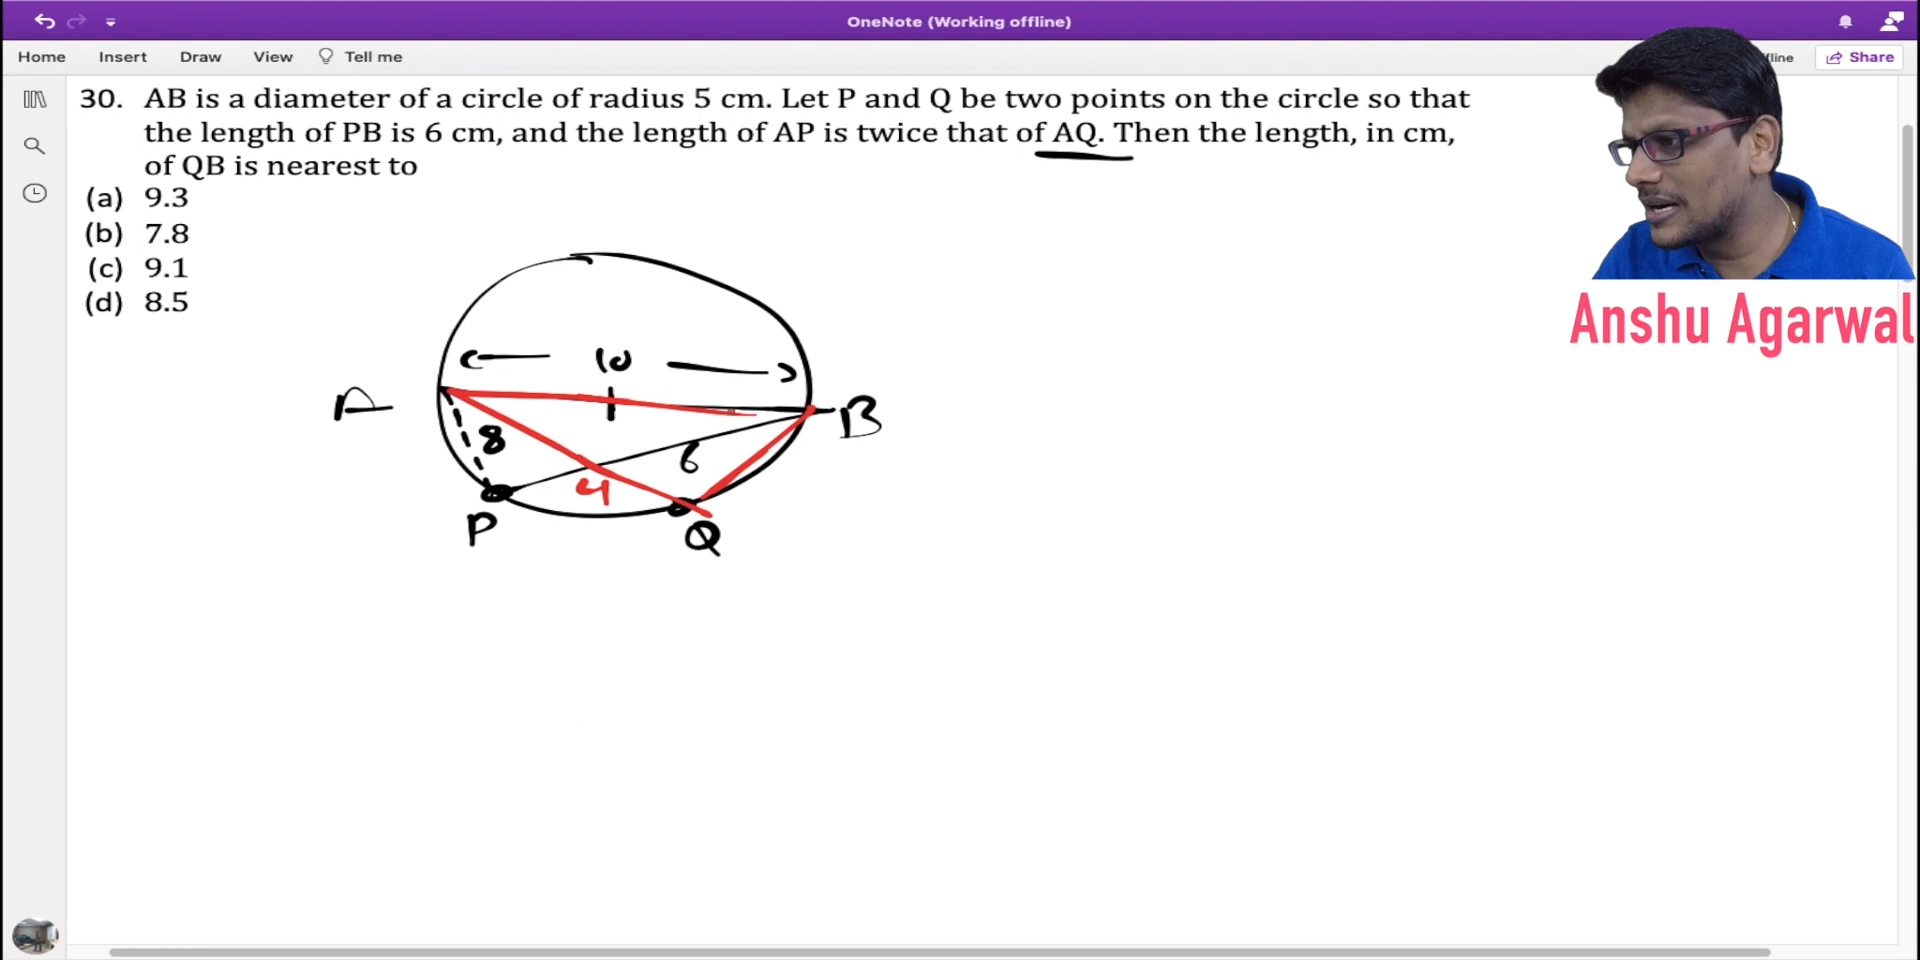 OneNote (Working offline)
Home Insert Draw View Tell me
fline Share
30. AB is a diameter of a circle of radius 5 cm. Let P and Q be two points on the circle so that
the length of PB is 6 cm, and the length of AP is twice that of AQ. Then the length, in cm,
of QB is nearest to
(a) 9.3
(b) 7.8
(c) 9.1
(d) 8.5
Anshu Agarwal
10
A
B
8
6
4
P
Q